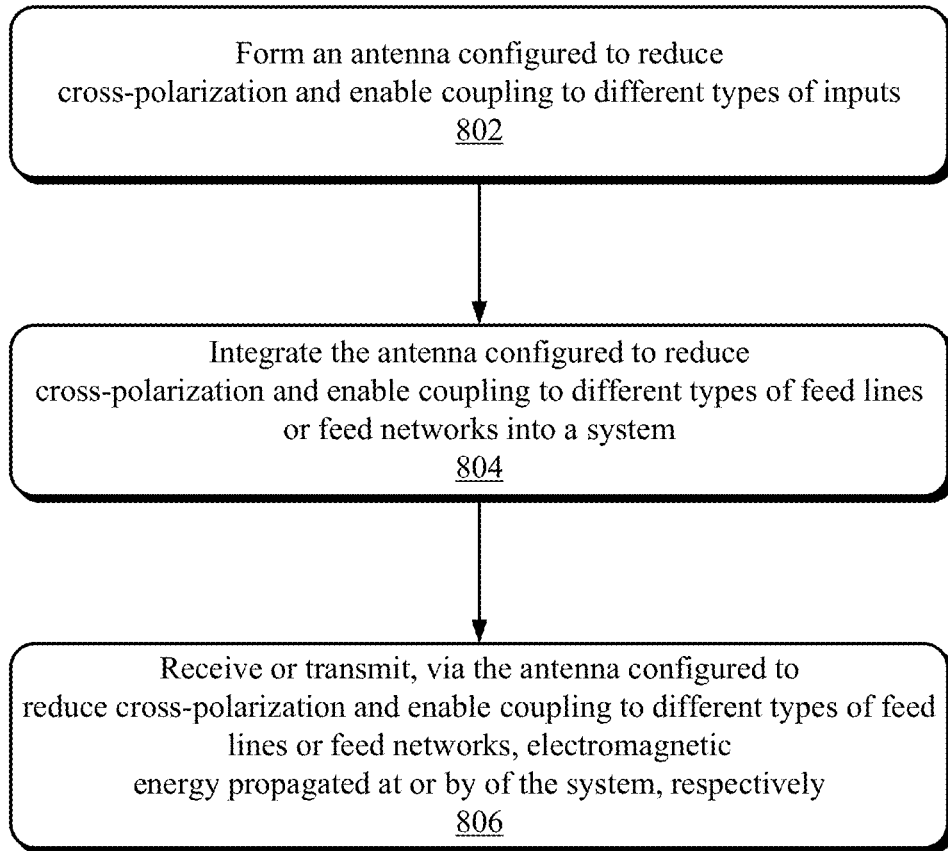 Form an antenna configured to reduce
cross-polarization and enable coupling to different types of inputs
802
Integrate the antenna configured to reduce
cross-polarization and enable coupling to different types of feed lines
or feed networks into a system
804
Receive or transmit, via the antenna configured to
reduce cross-polarization and enable coupling to different types of feed
lines or feed networks, electromagnetic
energy propagated at or by of the system, respectively
806